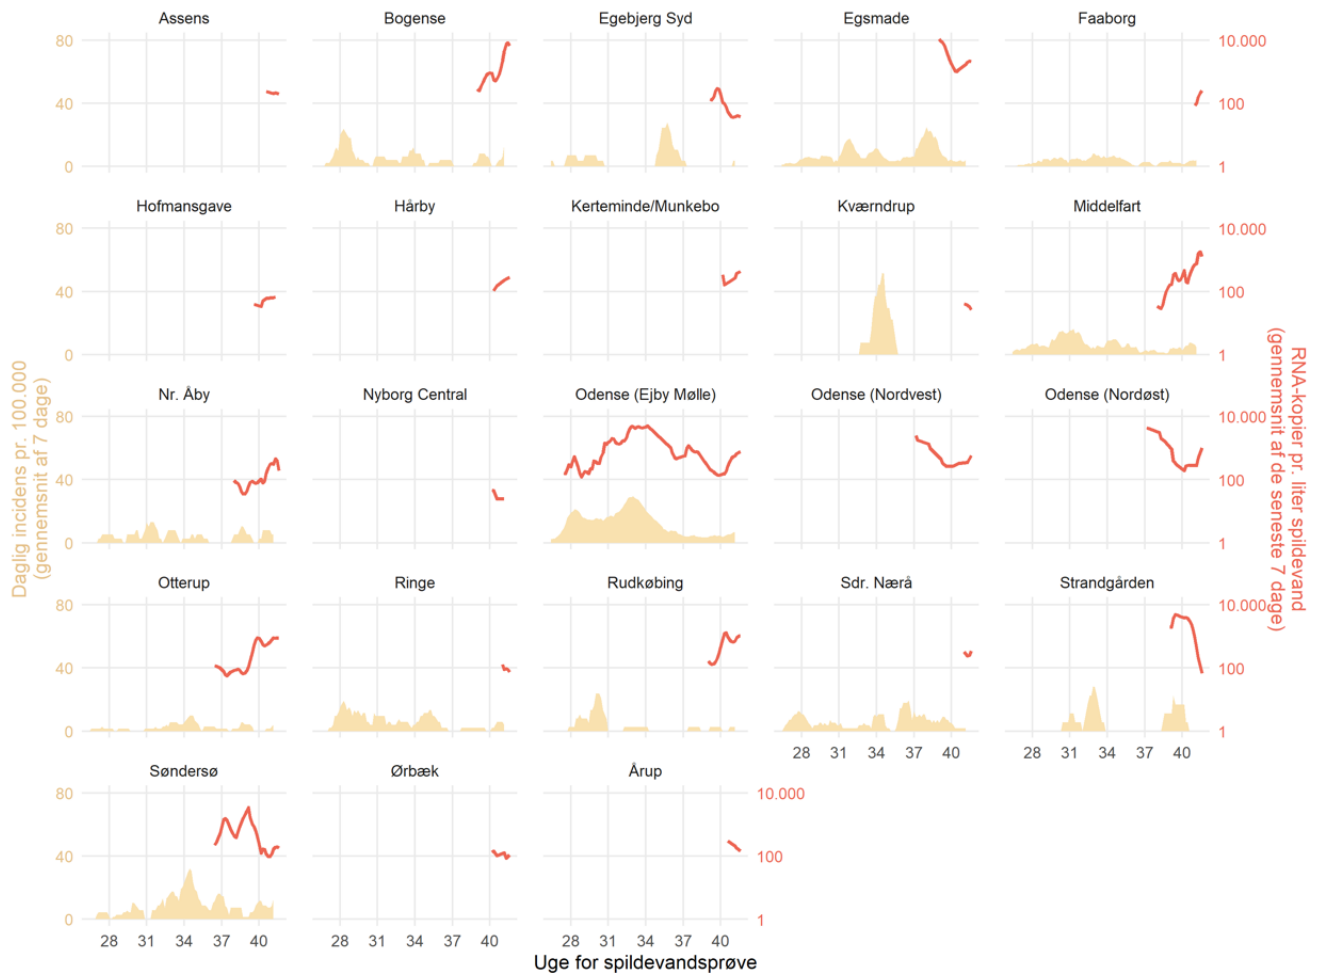 Assens Bogense Egebjerg Syd Egsmade Faaborg
80 10.000
40 100
0 1
Hofmansgave Hårby Kerteminde/Munkebo Kværndrup Middelfart
80 10.000
40 100
0 1
Nr. Åby Nyborg Central Odense (Ejby Mølle) Odense (Nordvest) Odense (Nordøst)
80 10.000
40 100
0 1
Otterup Ringe Rudkøbing Sdr. Nærå Strandgården
80 10.000
40 100
0 1
28 31 34 37 40 28 31 34 37 40
Søndersø Ørbæk Årup
80 10.000
40 100
0 1
28 31 34 37 40 28 31 34 37 40 28 31 34 37 40
Uge for spildevandsprøve
Daglig incidens pr. 100.000
(gennemsnit af 7 dage)
RNA-kopier pr. liter spildevand
(gennemsnit af de seneste 7 dage)